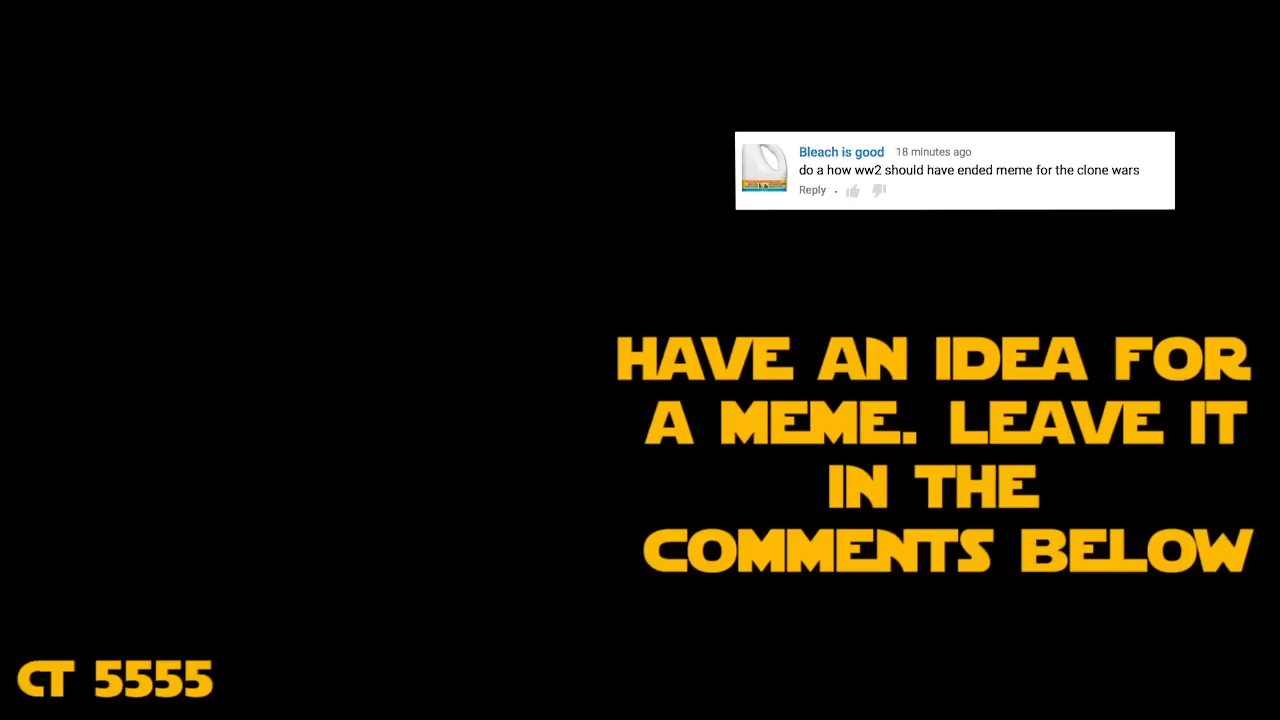 Bleach is good 18 minutes ago
do a how ww2 should have ended meme for the clone wars
Reply
HAVE AN IDEA FOR
A MEME. LEAVE IT
IN THE
COMMENTS BELOW
CT 5555